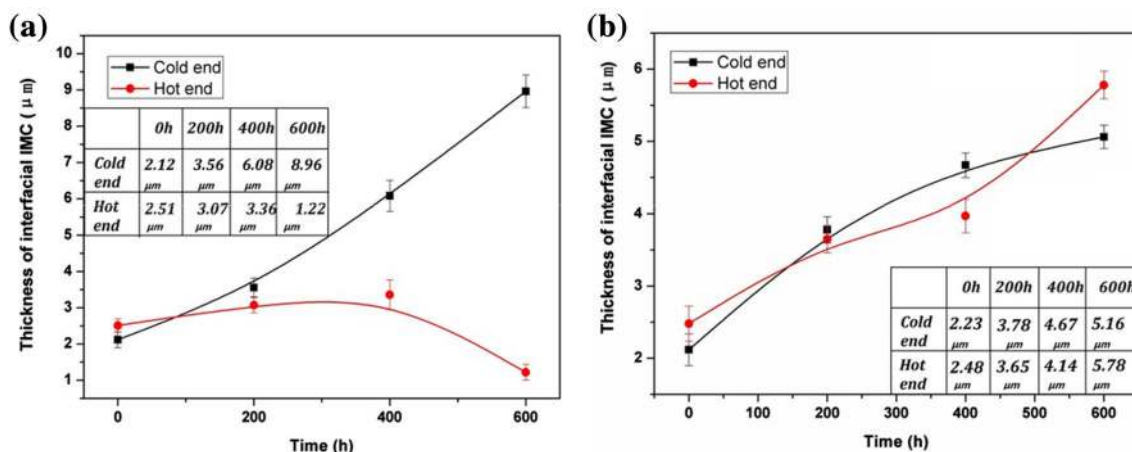 (a)
Thickness of interfacial IMC (μm)
10
9
8
7
6
5
4
3
2
1
Cold end
Hot end
0h 200h 400h 600h
Cold end 2.12 μm 3.56 μm 6.08 μm 8.96 μm
Hot end 2.51 μm 3.07 μm 3.36 μm 1.22 μm
0 200 400 600
Time (h)
(b)
Thickness of interfacial IMC (μm)
6
5
4
3
2
Cold end
Hot end
0h 200h 400h 600h
Cold end 2.23 μm 3.78 μm 4.67 μm 5.16 μm
Hot end 2.48 μm 3.65 μm 4.14 μm 5.78 μm
0 100 200 300 400 500 600
Time (h)